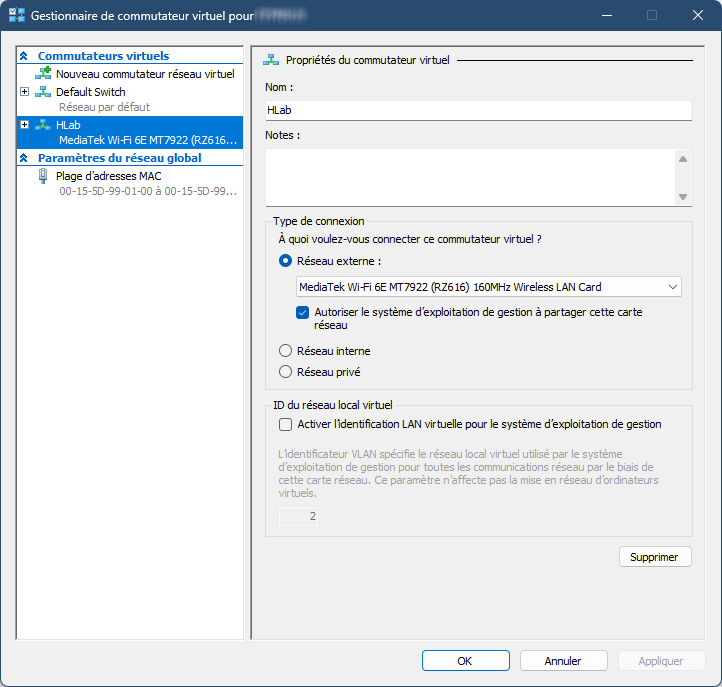 Gestionnaire de commutateur virtuel pour
Commutateurs virtuels
Nouveau commutateur réseau virtuel
Default Switch
Réseau par défaut
HLab
MediaTek Wi-Fi 6E MT7922 (RZ616...
Paramètres du réseau global
Plage d'adresses MAC
00-15-5D-99-01-00 à 00-15-5D-99...
Propriétés du commutateur virtuel
Nom :
HLab
Notes :
Type de connexion
À quoi voulez-vous connecter ce commutateur virtuel ?
Réseau externe :
MediaTek Wi-Fi 6E MT7922 (RZ616) 160MHz Wireless LAN Card
Autoriser le système d'exploitation de gestion à partager cette carte
réseau
Réseau interne
Réseau privé
ID du réseau local virtuel
Activer l'identification LAN virtuelle pour le système d'exploitation de gestion
L'identificateur VLAN spécifie le réseau local virtuel utilisé par le système
d'exploitation de gestion pour toutes les communications réseau par le biais de
cette carte réseau. Ce paramètre n'affecte pas la mise en réseau d'ordinateurs
virtuels.
2
Supprimer
OK
Annuler
Appliquer